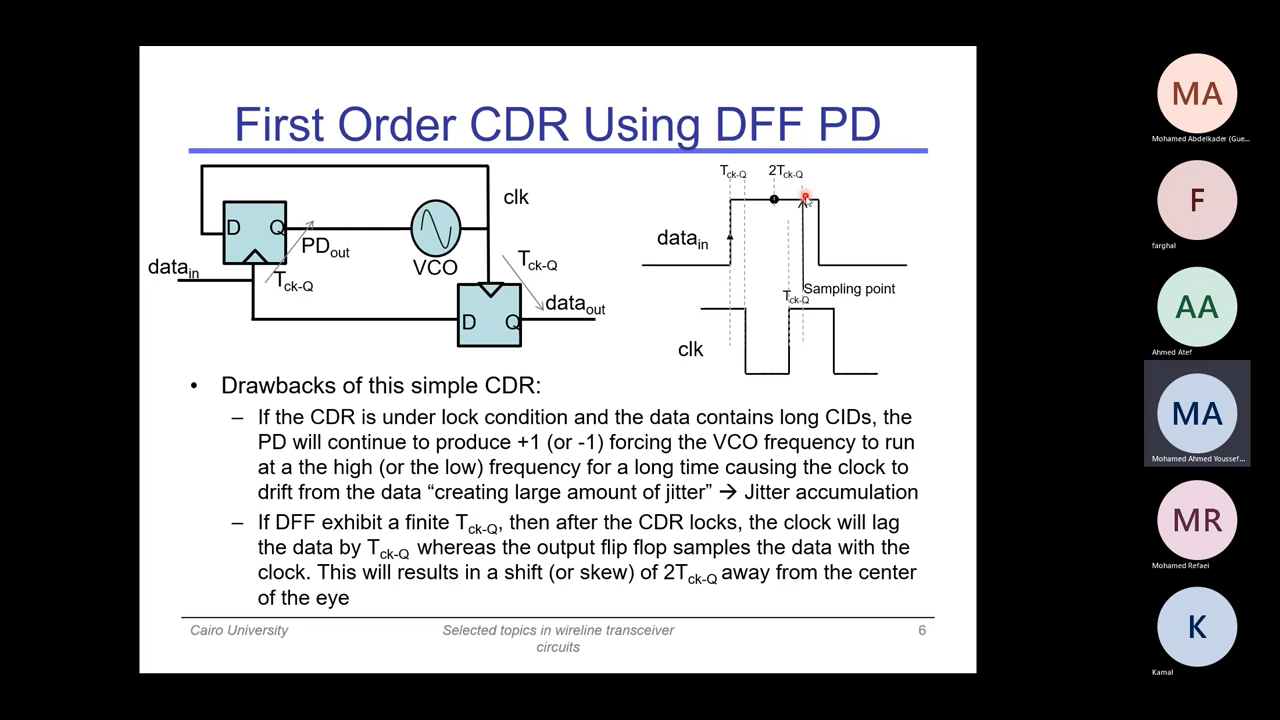 First Order CDR Using DFF PD
D
Q
PDout
Tck-Q
datain
VCO
clk
Tck-Q
D
Q
dataout
Tck-Q
2Tck-Q
datain
Sampling point
Tck-Q
clk
• Drawbacks of this simple CDR:
– If the CDR is under lock condition and the data contains long CIDs, the
PD will continue to produce +1 (or -1) forcing the VCO frequency to run
at a the high (or the low) frequency for a long time causing the clock to
drift from the data “creating large amount of jitter” → Jitter accumulation
– If DFF exhibit a finite Tck-Q, then after the CDR locks, the clock will lag
the data by Tck-Q whereas the output flip flop samples the data with the
clock. This will results in a shift (or skew) of 2Tck-Q away from the center
of the eye
Cairo University
Selected topics in wireline transceiver
circuits
6
MA
Mohamed Abdelkader (Gue...
F
farghal
AA
Ahmed Atef
MA
Mohamed Ahmed Youssef...
MR
Mohamed Refaei
K
Kamal